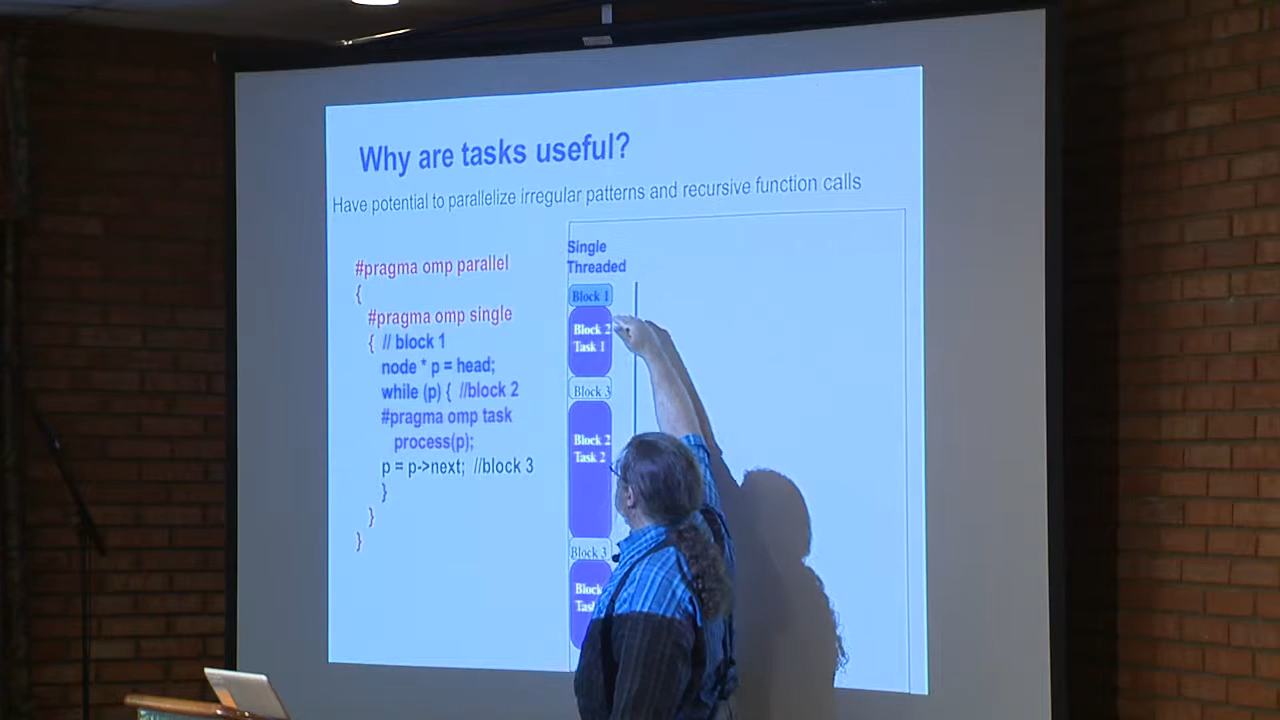 Why are tasks useful?
Have potential to parallelize irregular patterns and recursive function calls
#pragma omp parallel
{
#pragma omp single
{ // block 1
node * p = head;
while (p) { //block 2
#pragma omp task
process(p);
p = p->next; //block 3
}
}
}
Single
Threaded
Block 1
Block 2
Task 1
Block 3
Block 2
Task 2
Block 3
Block